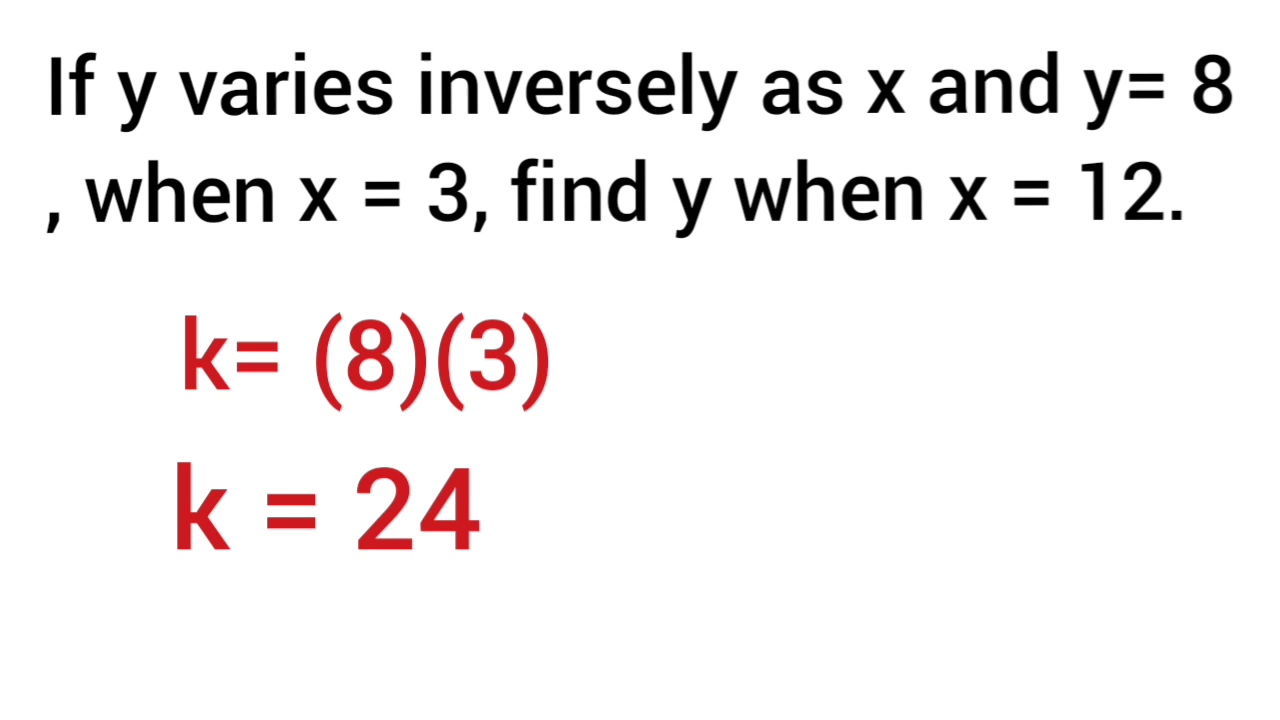 If y varies inversely as x and y= 8
, when x = 3, find y when x = 12.
k= (8)(3)
k = 24